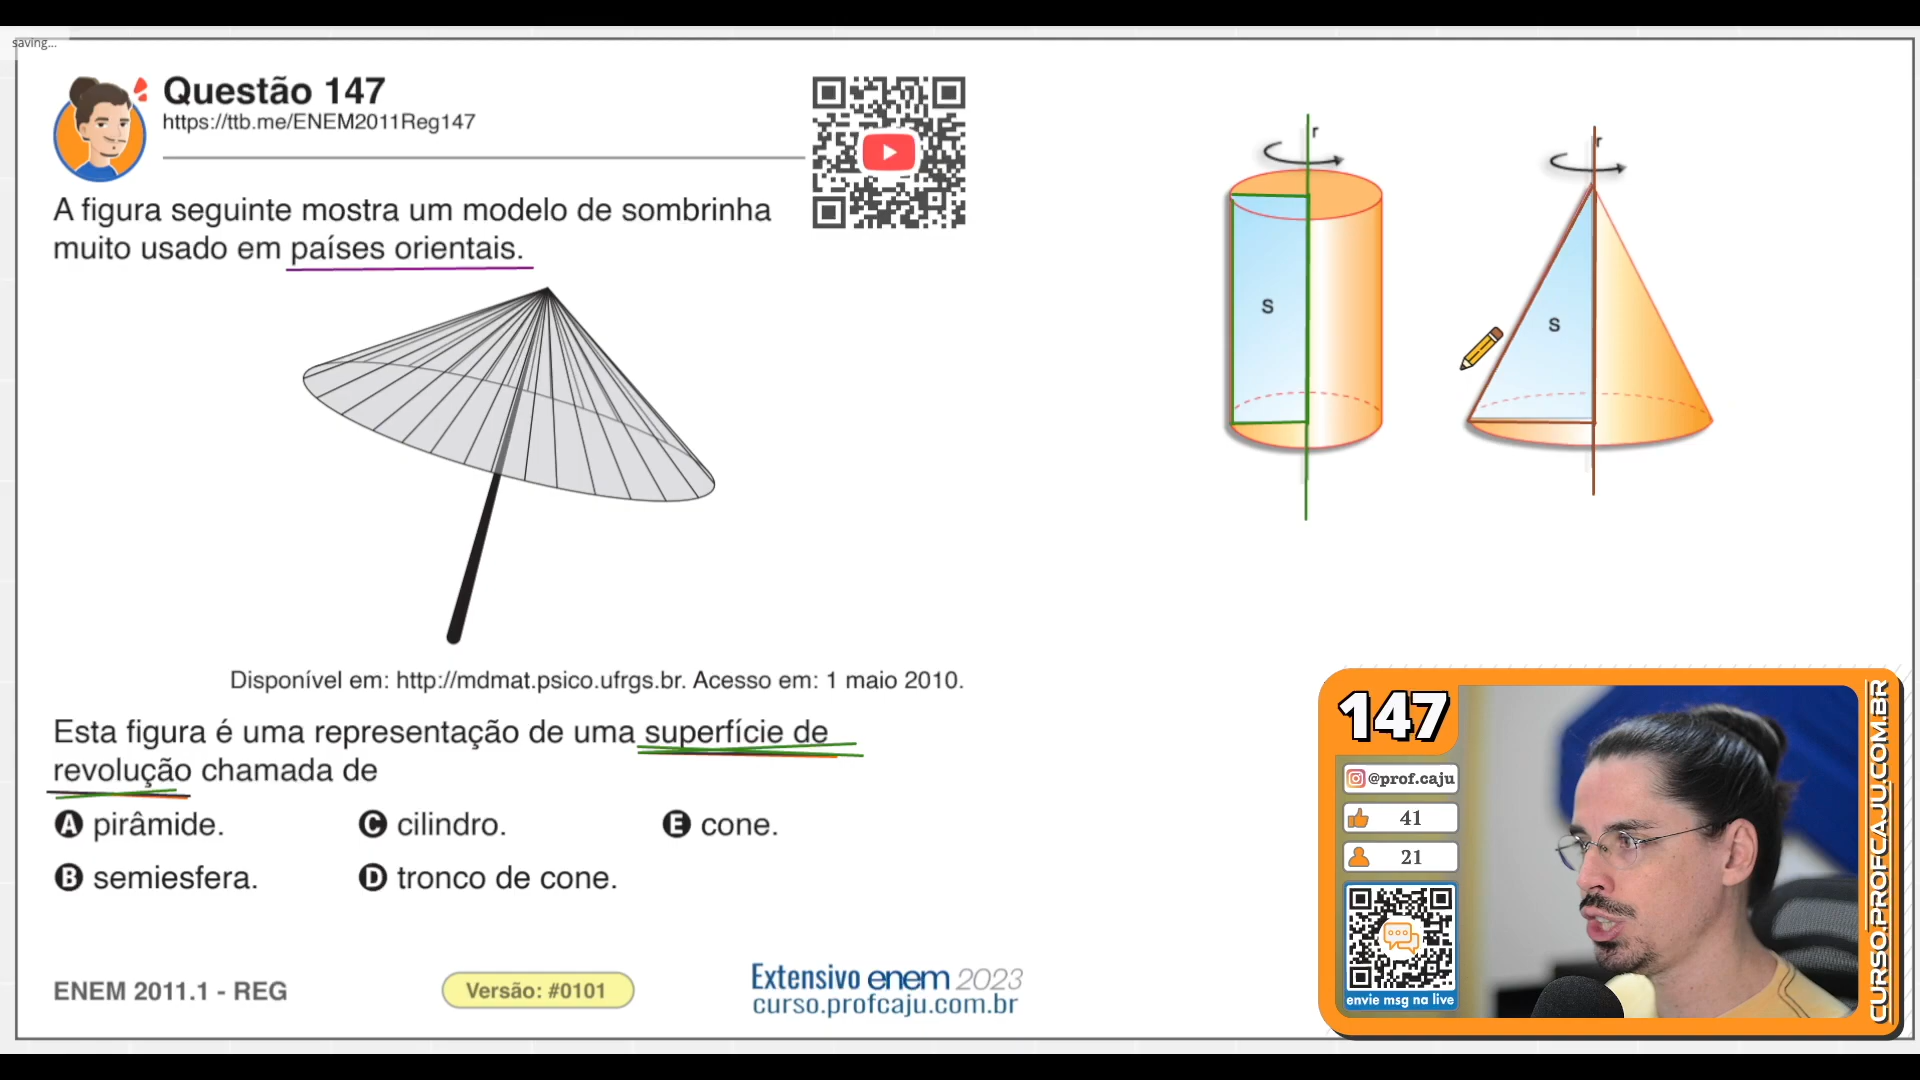 saving...
Questão 147
https://ttb.me/ENEM2011Reg147
A figura seguinte mostra um modelo de sombrinha
muito usado em países orientais.
Disponível em: http://mdmat.psico.ufrgs.br. Acesso em: 1 maio 2010.
Esta figura é uma representação de uma superfície de
revolução chamada de
A pirâmide.
B semiesfera.
C cilindro.
D tronco de cone.
E cone.
ENEM 2011.1 - REG
Versão: #0101
Extensivo enem 2023
curso.profcaju.com.br
r
S
r
S
147
@prof.caju
41
21
envie msg na live
CURSO.PROFCAJU.COM.BR